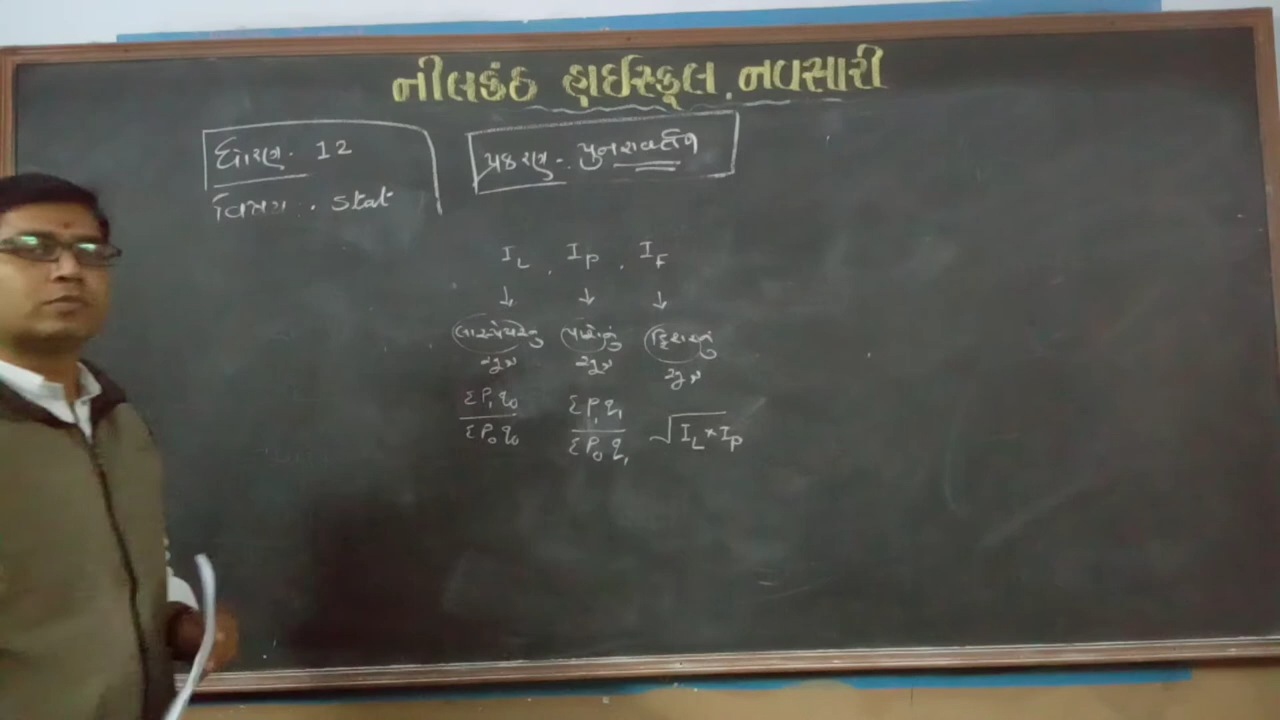 નીલકંઠ હાઈસ્કૂલ. નવસારી
ધોરણ. 12
વિષય. stat
પ્રકરણ - પુનરાવર્તન
I_L , I_P , I_F
↓ ↓ ↓
લાસ્પેયરનું પાશેનું ફિશરનું
સૂત્ર સૂત્ર સૂત્ર
ΣP₁q₀ / ΣP₀q₀ ΣP₁q₁ / ΣP₀q₁ √(I_L × I_P)